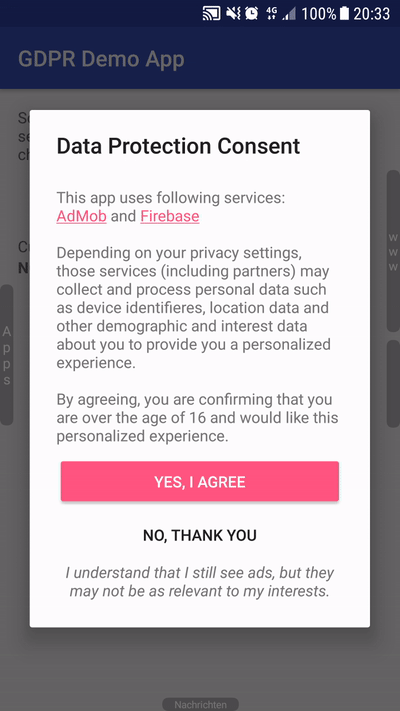 4G
100% 20:33
GDPR Demo App
Data Protection Consent
This app uses following services:
AdMob and Firebase
Depending on your privacy settings,
those services (including partners) may
collect and process personal data such
as device identifieres, location data and
other demographic and interest data
about you to provide you a personalized
experience.
By agreeing, you are confirming that you
are over the age of 16 and would like this
personalized experience.
YES, I AGREE
NO, THANK YOU
I understand that I still see ads, but they
may not be as relevant to my interests.
Apps
www
Nachrichten